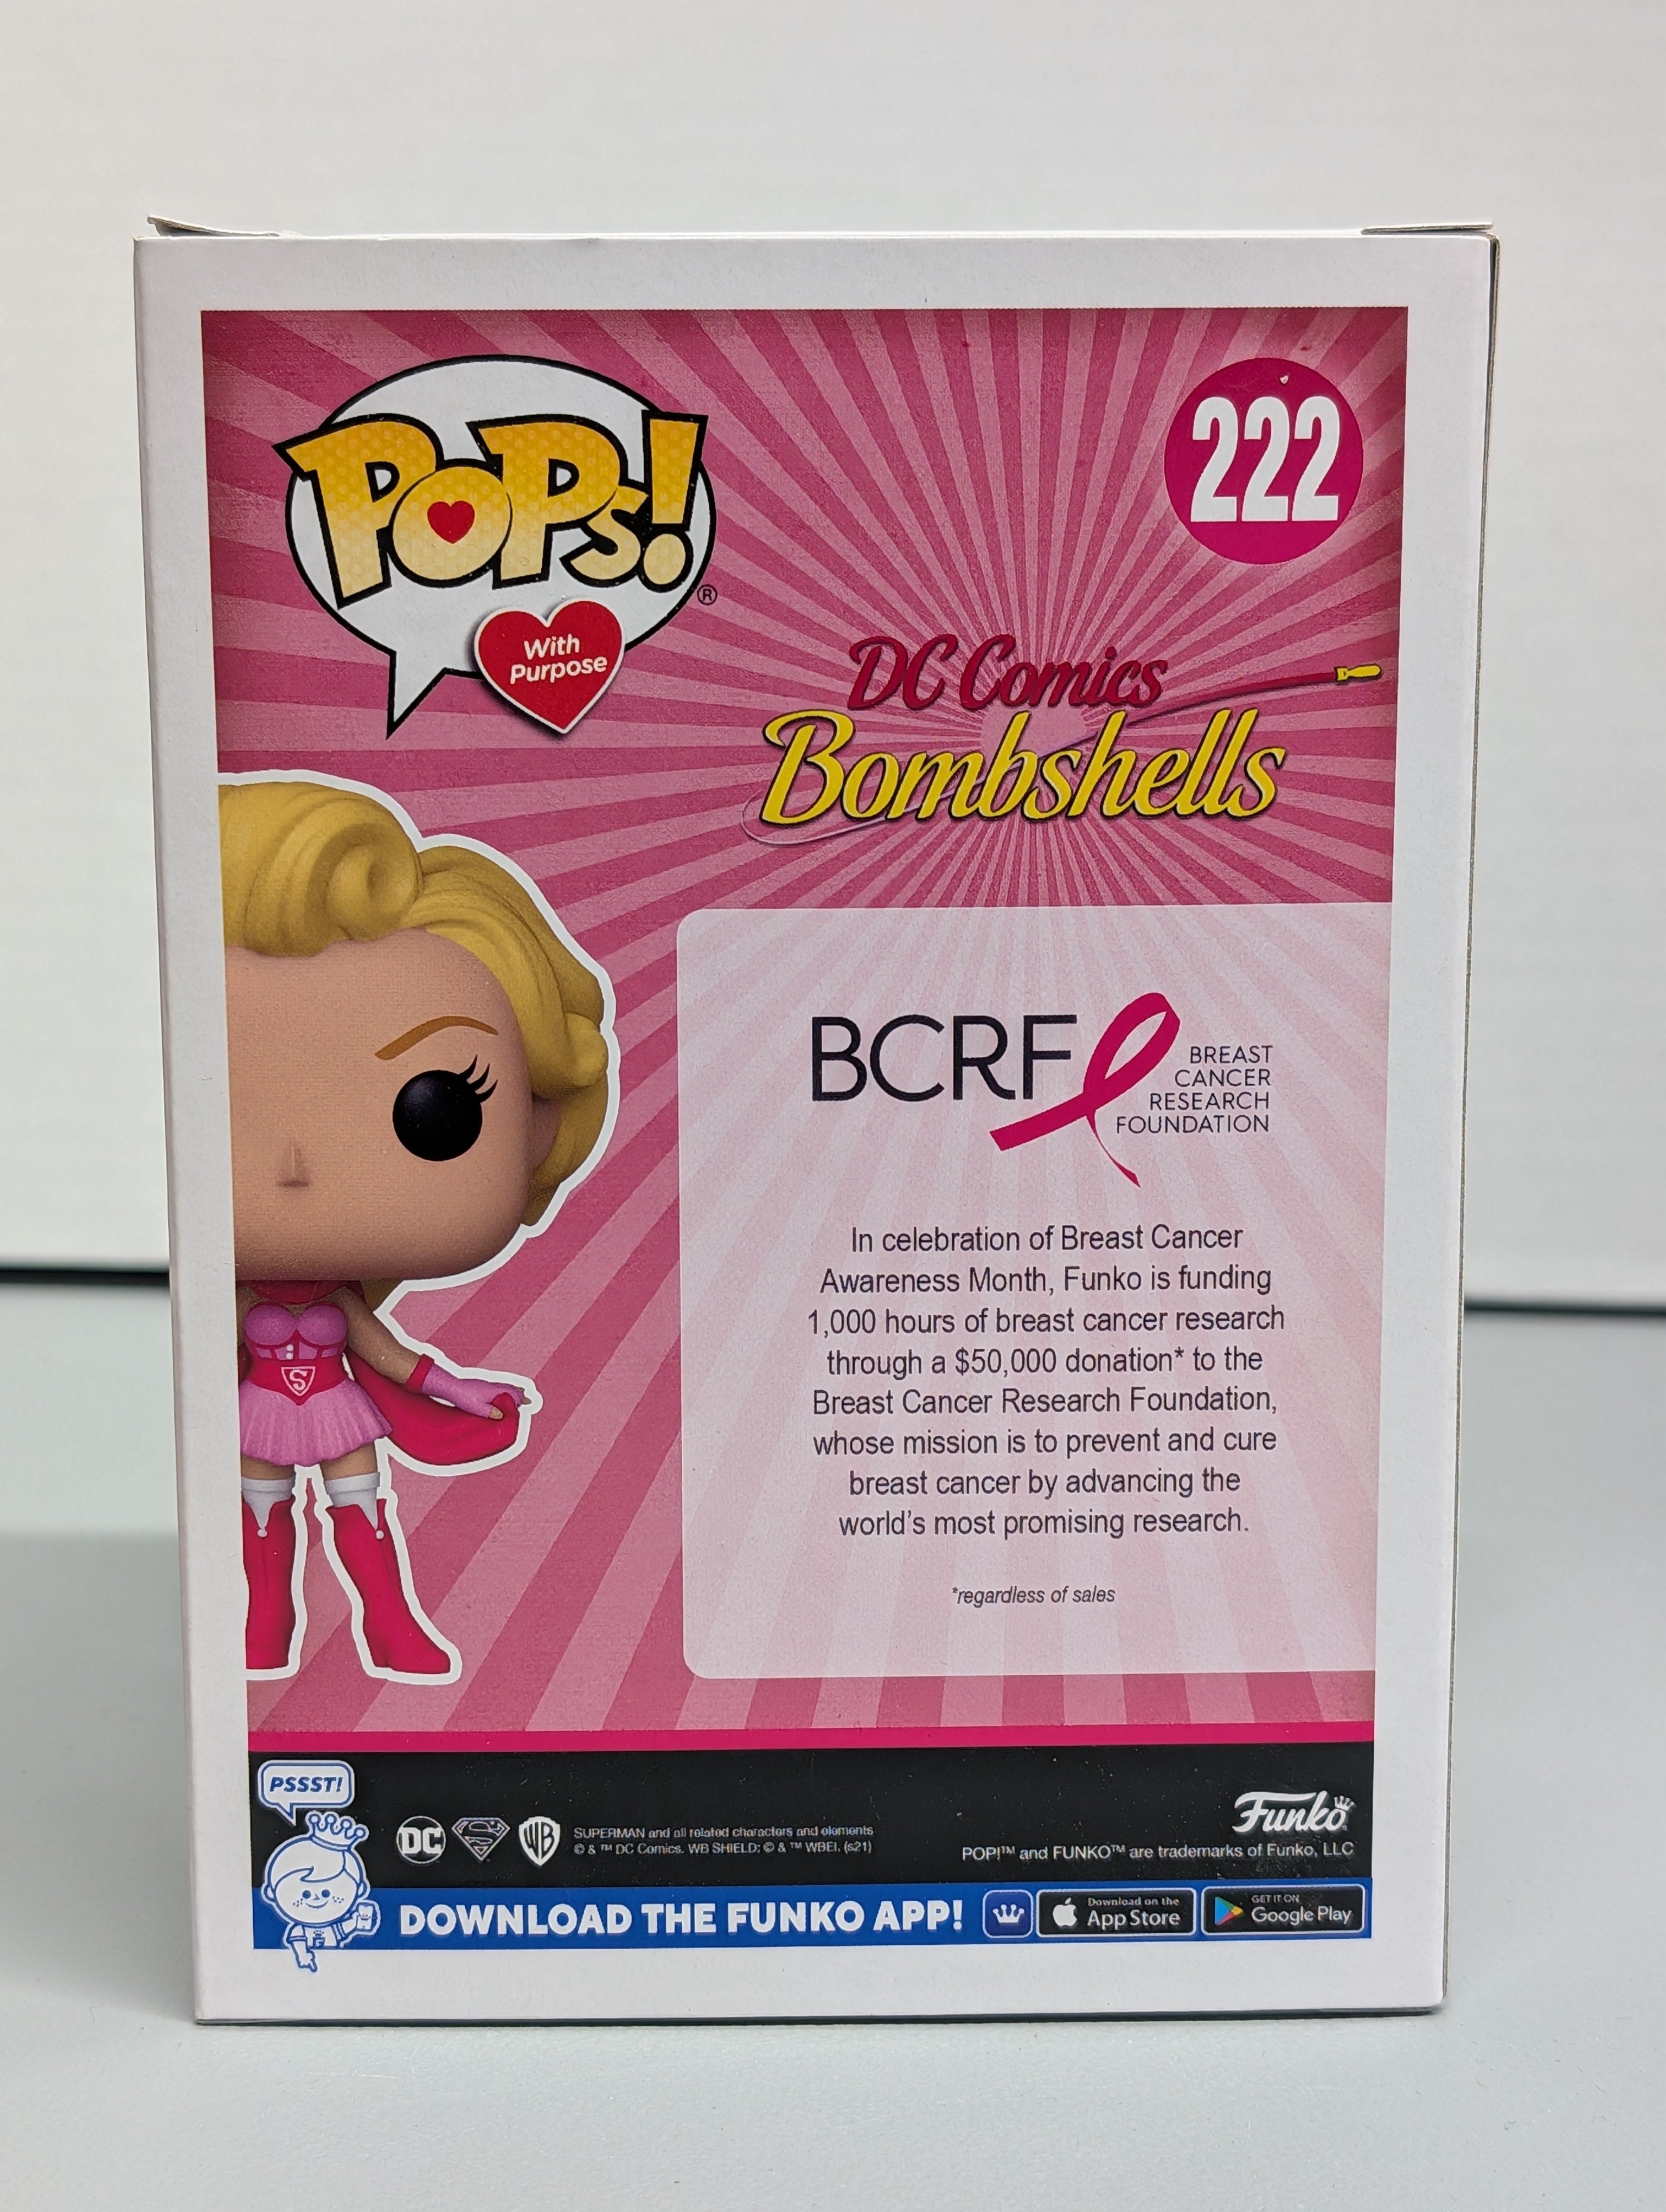 POPS!
®
With
Purpose
222
DC Comics
Bombshells
BCRF
BREAST
CANCER
RESEARCH
FOUNDATION
In celebration of Breast Cancer
Awareness Month, Funko is funding
1,000 hours of breast cancer research
through a $50,000 donation* to the
Breast Cancer Research Foundation,
whose mission is to prevent and cure
breast cancer by advancing the
world's most promising research.
*regardless of sales
S
PSSST!
DC
S
WB
SUPERMAN and all related characters and elements
© & ™ DC Comics. WB SHIELD: © & ™ WBEI. (s21)
Funko
POP!™ and FUNKO™ are trademarks of Funko, LLC
F
DOWNLOAD THE FUNKO APP!
Download on the
App Store
GET IT ON
Google Play